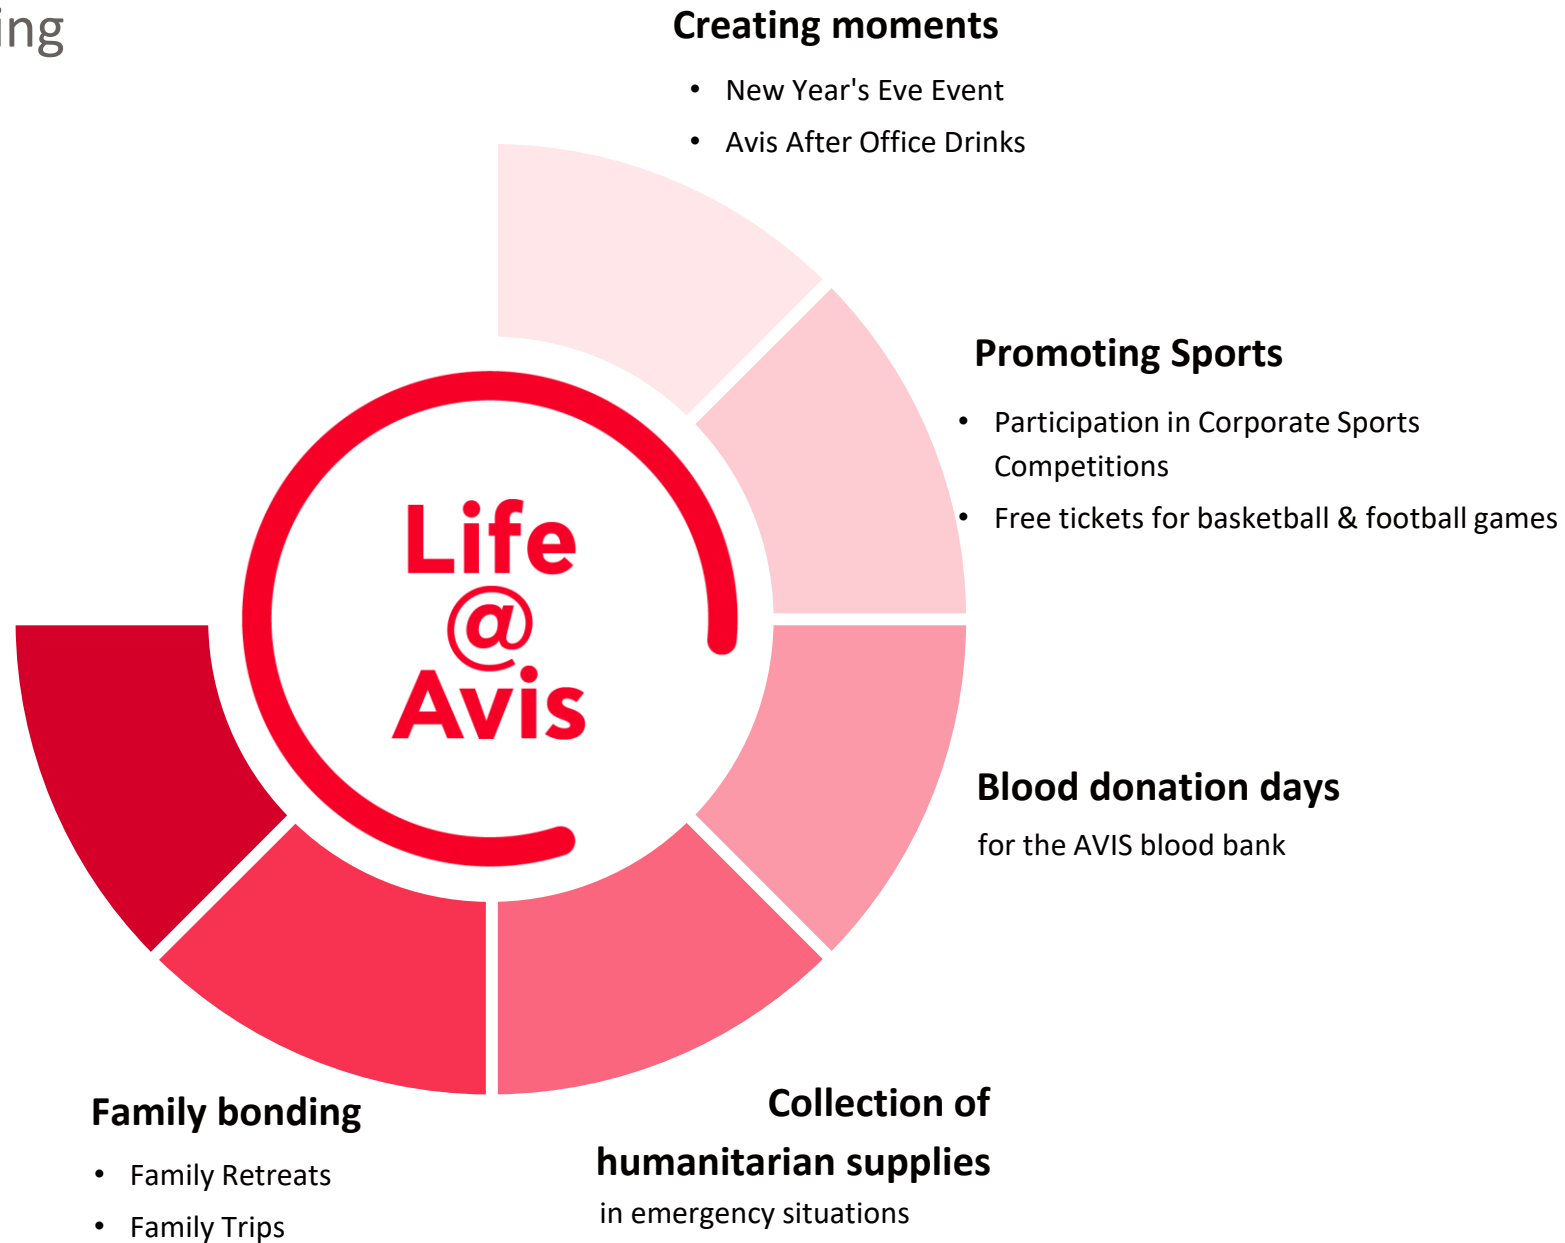 Creating moments
• New Year's Eve Event
• Avis After Office Drinks
Promoting Sports
• Participation in Corporate Sports
Competitions
• Free tickets for basketball & football games
Life
@
Avis
Blood donation days
for the AVIS blood bank
Collection of
humanitarian supplies
in emergency situations
Family bonding
• Family Retreats
• Family Trips